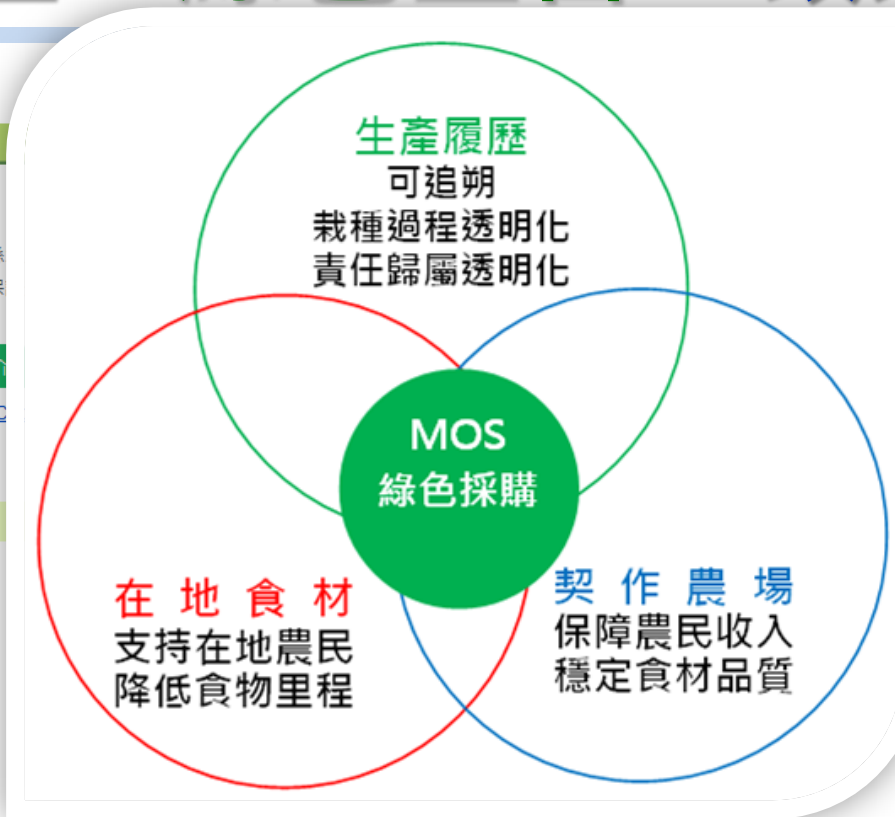 生產履歷
可追朔
栽種過程透明化
責任歸屬透明化
MOS
綠色採購
在地食材
支持在地農民
降低食物里程
契作農場
保障農民收入
穩定食材品質